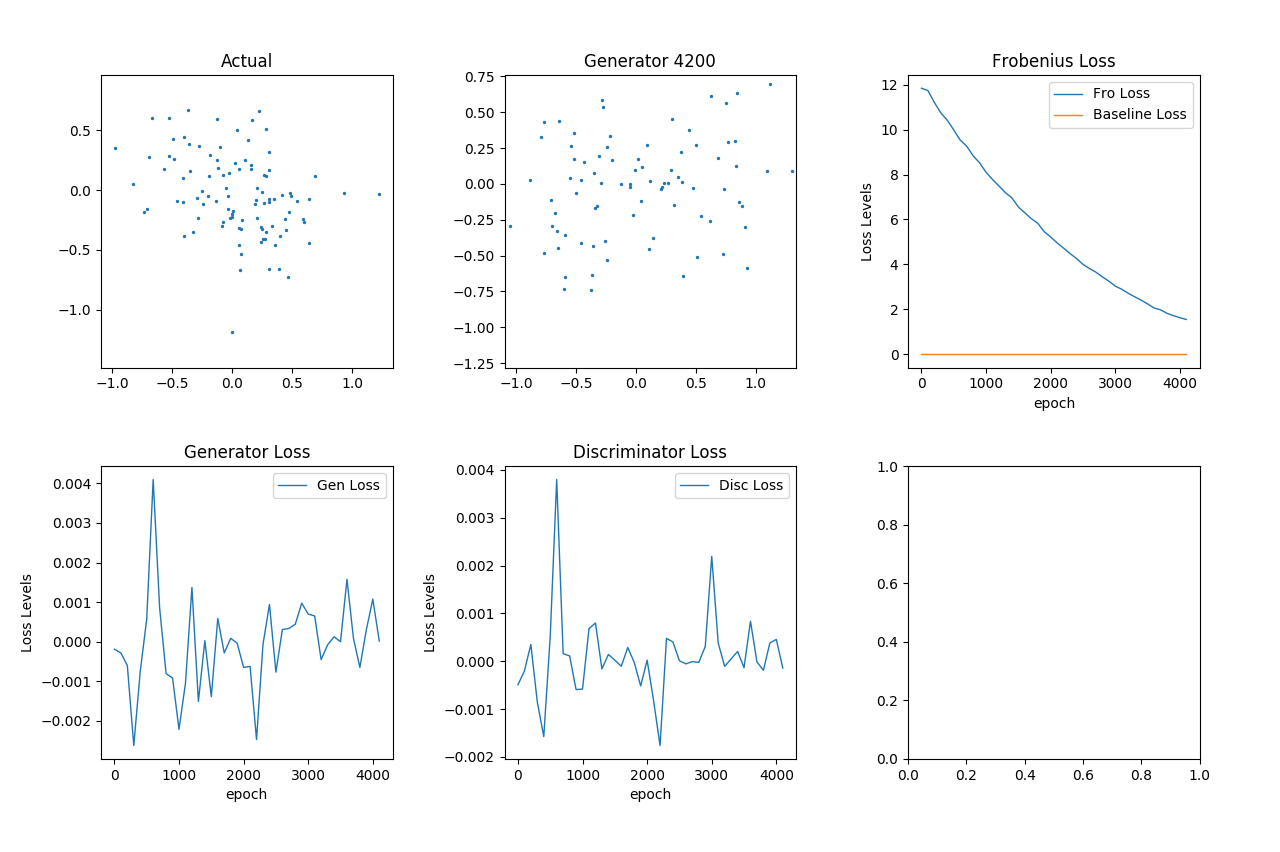 Actual
0.5
0.0
−0.5
−1.0
−1.0 −0.5 0.0 0.5 1.0
Generator 4200
0.75
0.50
0.25
0.00
−0.25
−0.50
−0.75
−1.00
−1.25
−1.0 −0.5 0.0 0.5 1.0
Frobenius Loss
Fro Loss
Baseline Loss
Loss Levels
12
10
8
6
4
2
0
0 1000 2000 3000 4000
epoch
Generator Loss
Gen Loss
Loss Levels
0.004
0.003
0.002
0.001
0.000
−0.001
−0.002
0 1000 2000 3000 4000
epoch
Discriminator Loss
Disc Loss
Loss Levels
0.004
0.003
0.002
0.001
0.000
−0.001
−0.002
0 1000 2000 3000 4000
epoch
1.0
0.8
0.6
0.4
0.2
0.0
0.0 0.2 0.4 0.6 0.8 1.0